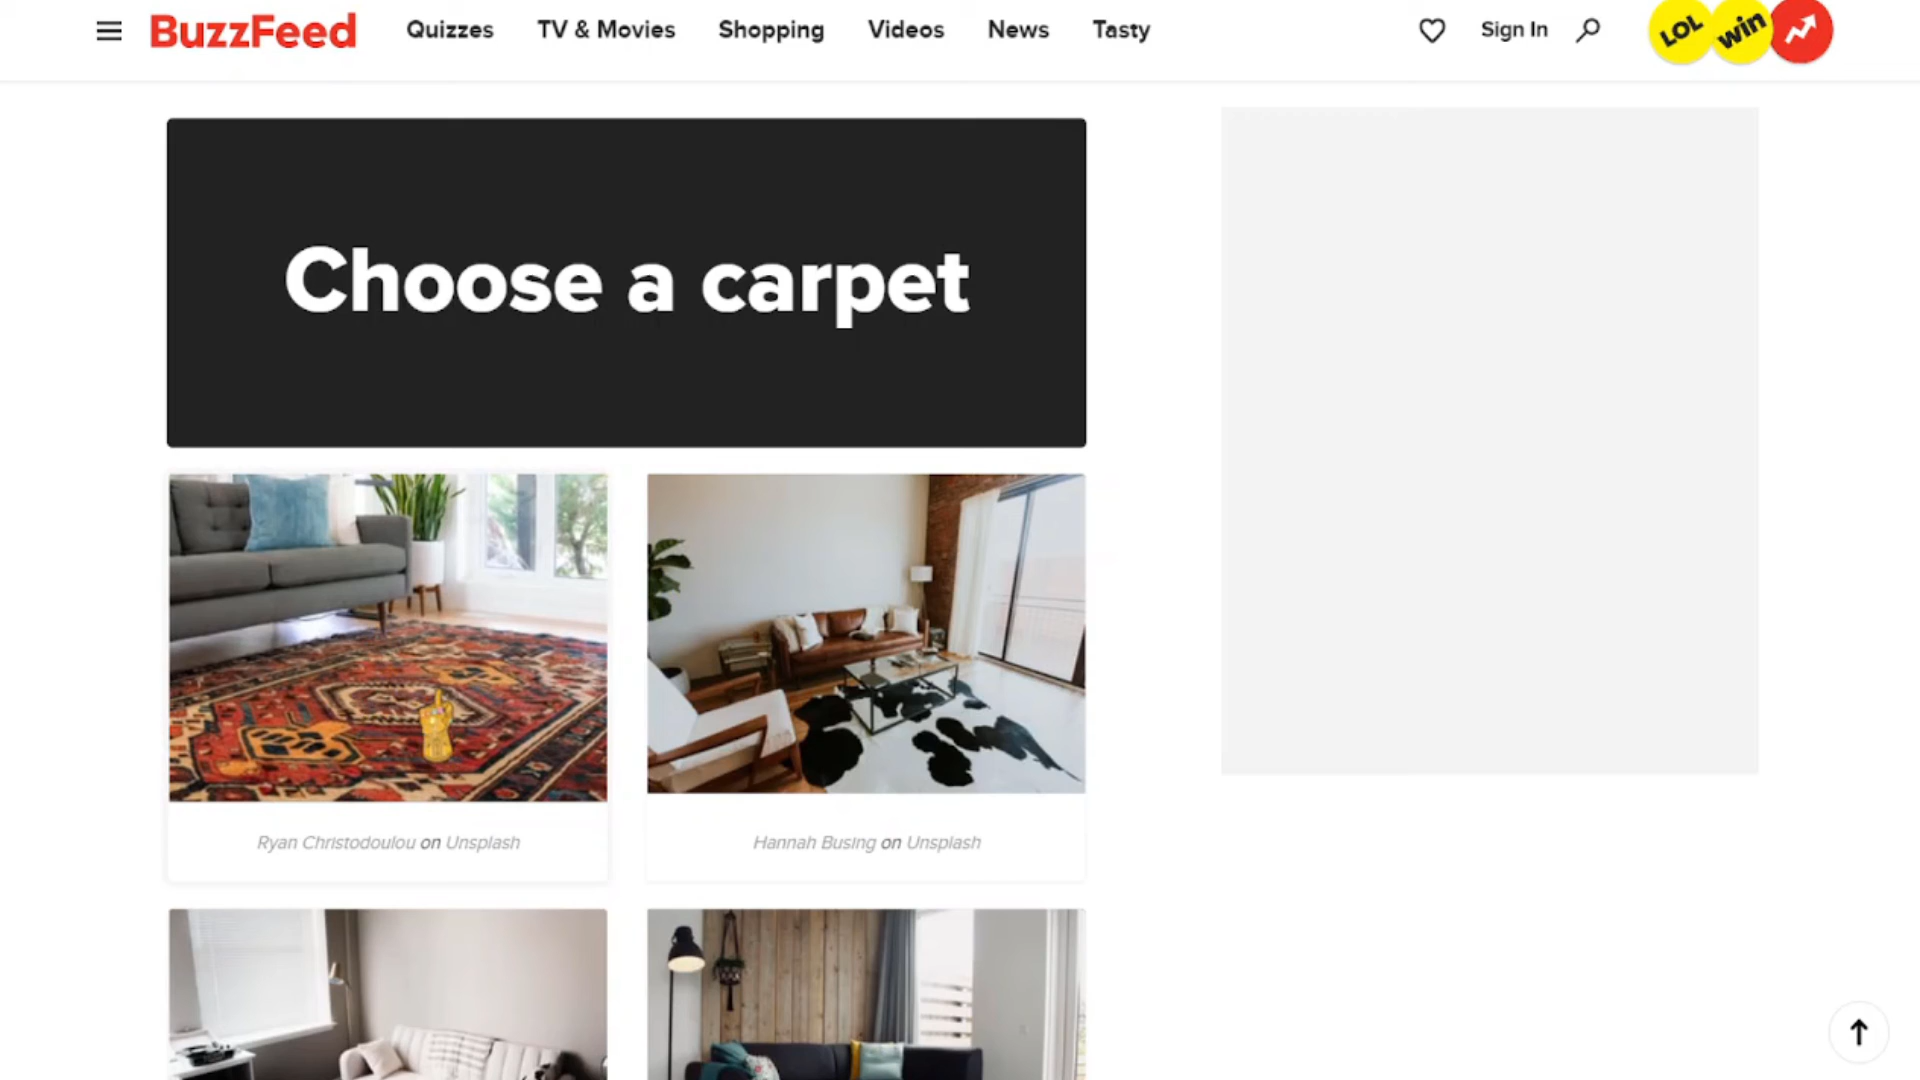 BuzzFeed
Quizzes
TV & Movies
Shopping
Videos
News
Tasty
Sign In
LOL
win
Choose a carpet
Ryan Christodoulou on Unsplash
Hannah Busing on Unsplash